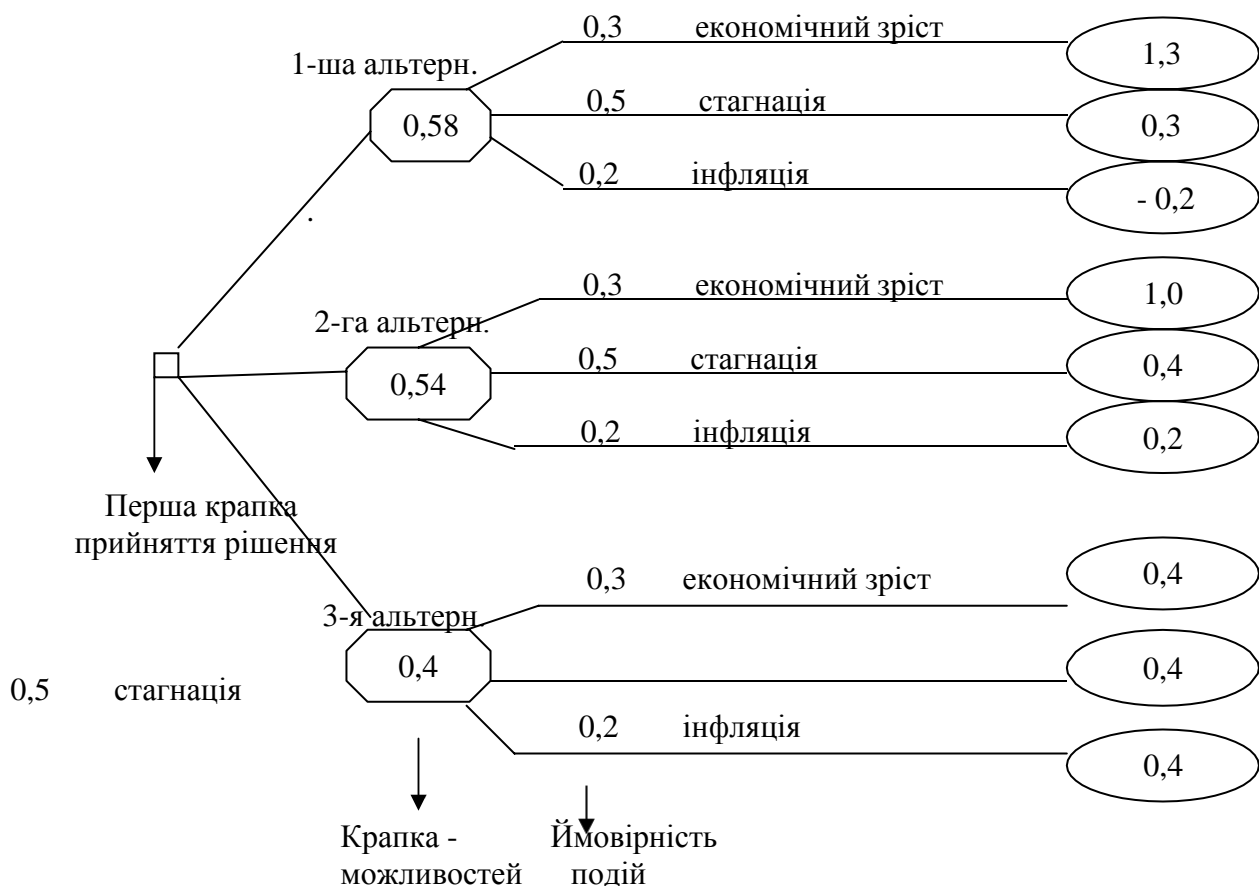 0,3 економічний зріст 1,3
1-ша альтерн.
0,58 0,5 стагнація 0,3
0,2 інфляція - 0,2
.
0,3 економічний зріст 1,0
2-га альтерн.
0,54 0,5 стагнація 0,4
0,2 інфляція 0,2
Перша крапка
прийняття рішення
0,3 економічний зріст 0,4
3-я альтерн.
0,4 0,4
0,5 стагнація
0,2 інфляція 0,4
Крапка - Ймовірність
можливостей подій